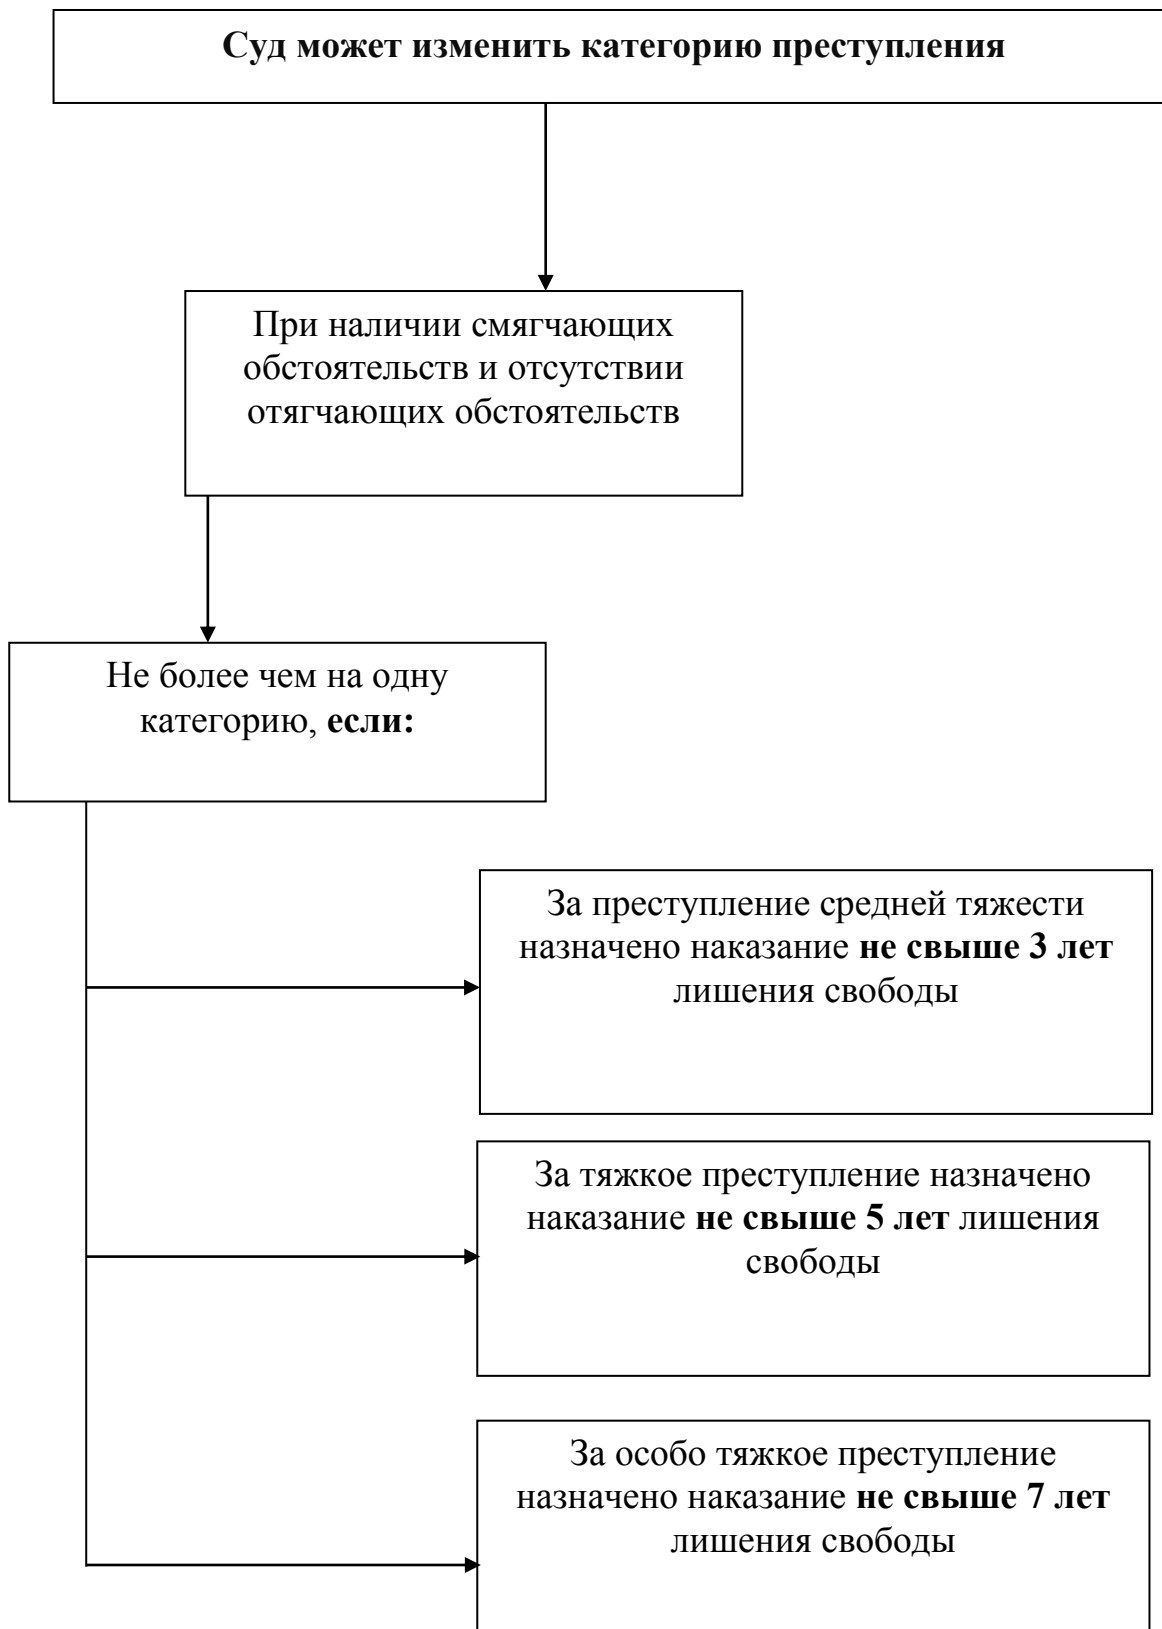 Суд может изменить категорию преступления
При наличии смягчающих
обстоятельств и отсутствии
отягчающих обстоятельств
Не более чем на одну
категорию, если:
За преступление средней тяжести
назначено наказание не свыше 3 лет
лишения свободы
За тяжкое преступление назначено
наказание не свыше 5 лет лишения
свободы
За особо тяжкое преступление
назначено наказание не свыше 7 лет
лишения свободы